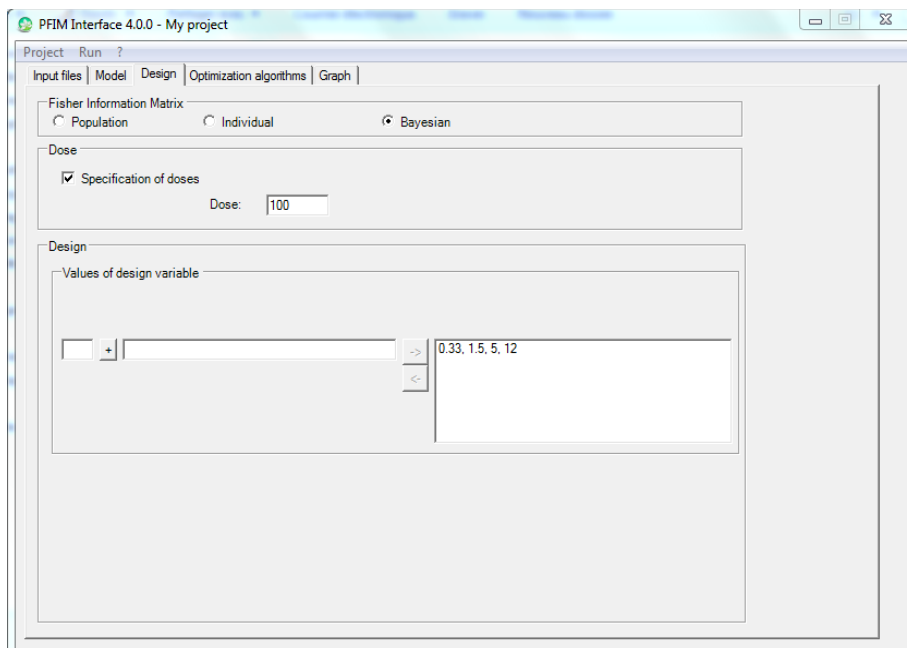 PFIM Interface 4.0.0 - My project
Project Run ?
Input files Model Design Optimization algorithms Graph
Fisher Information Matrix
Population Individual Bayesian
Dose
Specification of doses
Dose: 100
Design
Values of design variable
+ -> 0.33, 1.5, 5, 12
<-